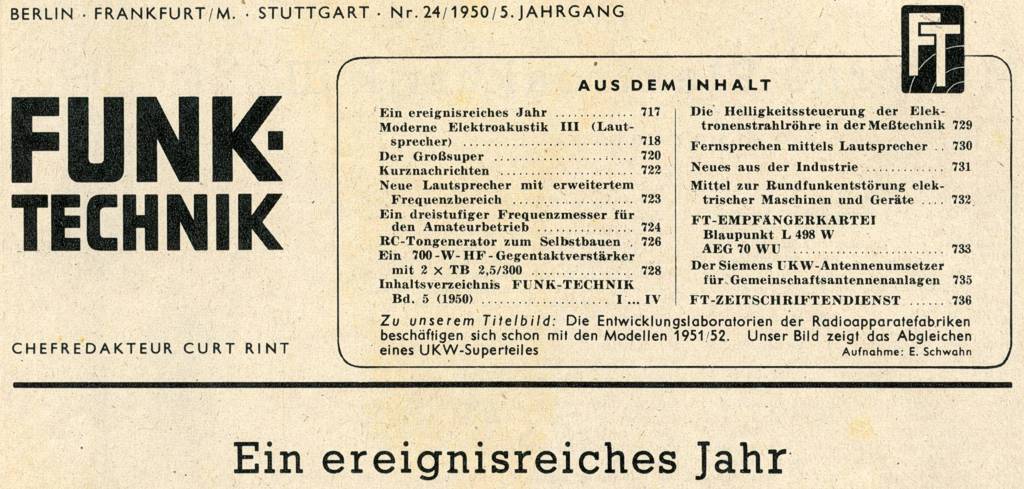 BERLIN · FRANKFURT/M. · STUTTGART · Nr. 24/1950/5. JAHRGANG
FT
FUNK-
TECHNIK
CHEFREDAKTEUR CURT RINT
AUS DEM INHALT
Ein ereignisreiches Jahr ............ 717
Moderne Elektroakustik III (Laut-
sprecher) ........................ 718
Der Großsuper ...................... 720
Kurznachrichten ..................... 722
Neue Lautsprecher mit erweitertem
Frequenzbereich ................. 723
Ein dreistufiger Frequenzmesser für
den Amateurbetrieb ............. 724
RC-Tongenerator zum Selbstbauen . 726
Ein 700-W-HF-Gegentaktverstärker
mit 2 × TB 2,5/300 ............. 728
Inhaltsverzeichnis FUNK-TECHNIK
Bd. 5 (1950) .................. I ... IV
Die Helligkeitssteuerung der Elek-
tronenstrahlröhre in der Meßtechnik 729
Fernsprechen mittels Lautsprecher .. 730
Neues aus der Industrie ............. 731
Mittel zur Rundfunkentstörung elek-
trischer Maschinen und Geräte .... 732
FT-EMPFÄNGERKARTEI
Blaupunkt L 498 W
AEG 70 WU ...................... 733
Der Siemens UKW-Antennenumsetzer
für Gemeinschaftsantennenanlagen 735
FT-ZEITSCHRIFTENDIENST ....... 736
Zu unserem Titelbild: Die Entwicklungslaboratorien der Radioapparatefabriken
beschäftigen sich schon mit den Modellen 1951/52. Unser Bild zeigt das Abgleichen
eines UKW-Superteiles
Aufnahme: E. Schwahn
Ein ereignisreiches Jahr